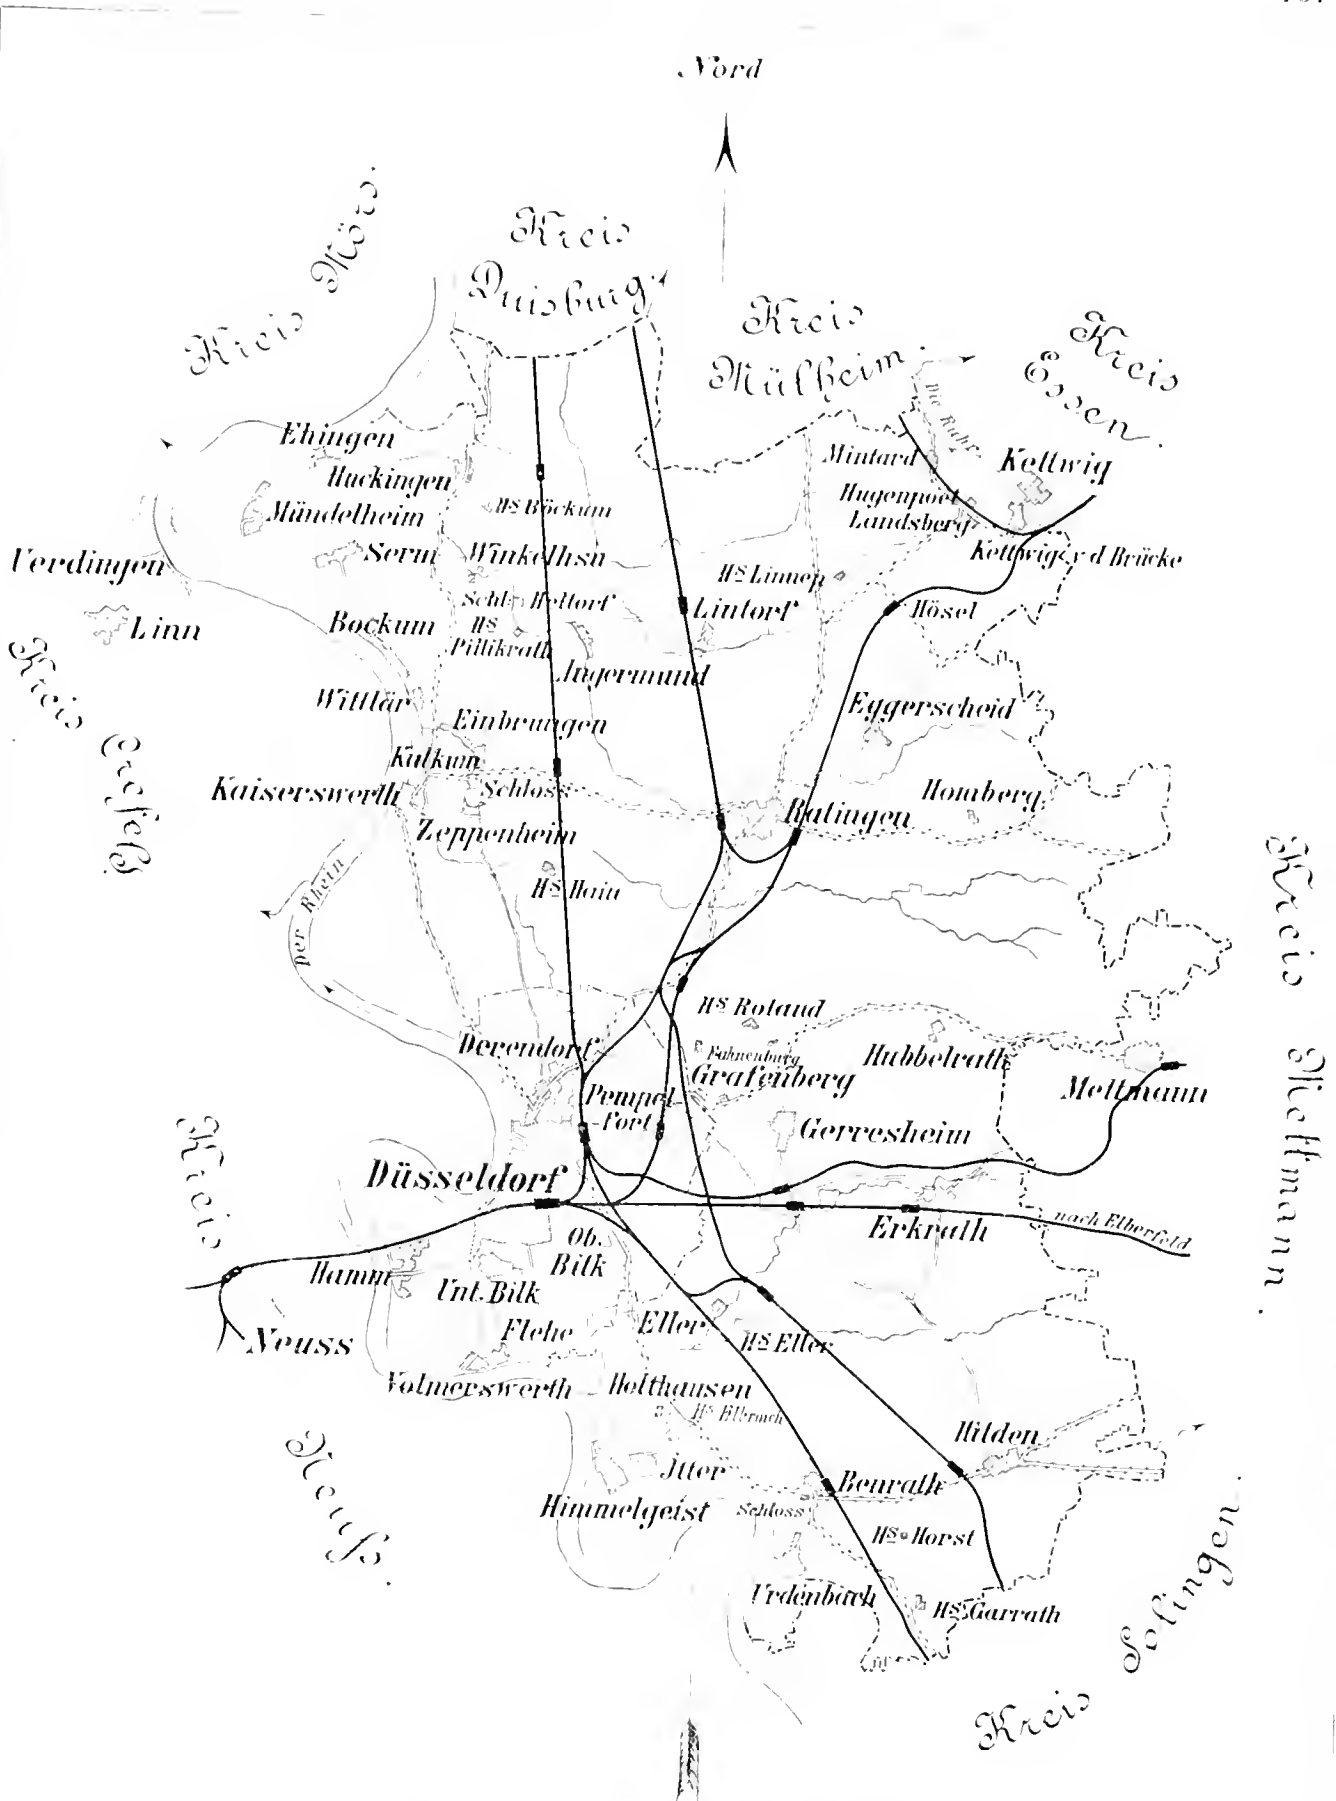 Nord
Kreis Mörs.
Kreis
Duisburg.
Kreis
Mülheim.
Kreis
Essen.
Die Ruhr
Ehingen
Mintard
Kettwig
Huckingen
Hugenpoet
Hs Böckum
Mündelheim
Landsberg
Serm
Winkelhsn
Kettwig v d Brücke
Uerdingen
Hs Linnep
Schl. Heltorf
Lintorf
Hösel
Linn
Bockum
Hs
Pillikrath
Angermund
Kreis Crefeld
Wittlär
Eggerscheid
Einbrungen
Kalkum
Kaiserswerth
Schloss
Homberg
Ratingen
Zeppenheim
Hs Hain
Der Rhein
Kreis Mettmann.
Hs Roland
Derendorf
Fahnenburg
Hubbelrath
Grafenberg
Mettmann
Pempel-
fort
Gerresheim
Düsseldorf
Kreis
Neuß.
nach Elberfeld
Erkrath
Ob.
Bilk
Hamm
Unt. Bilk
Flehe
Eller
Hs Eller
Neuss
Volmerswerth
Holthausen
Hs Elbroich
Hilden
Itter
Benrath
Himmelgeist
Schloss
Hs Horst
Urdenbach
Hs Garrath
Kreis Solingen